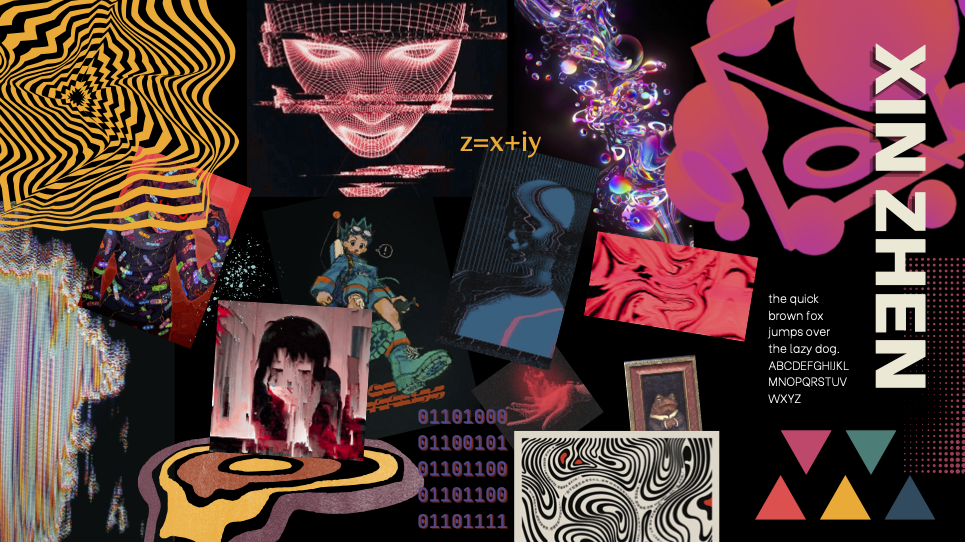 z=x+iy
XIN ZHEN
the quick
brown fox
jumps over
the lazy dog.
ABCDEFGHIJKL
MNOPQRSTUV
WXYZ
01101000
01100101
01101100
01101100
01101111